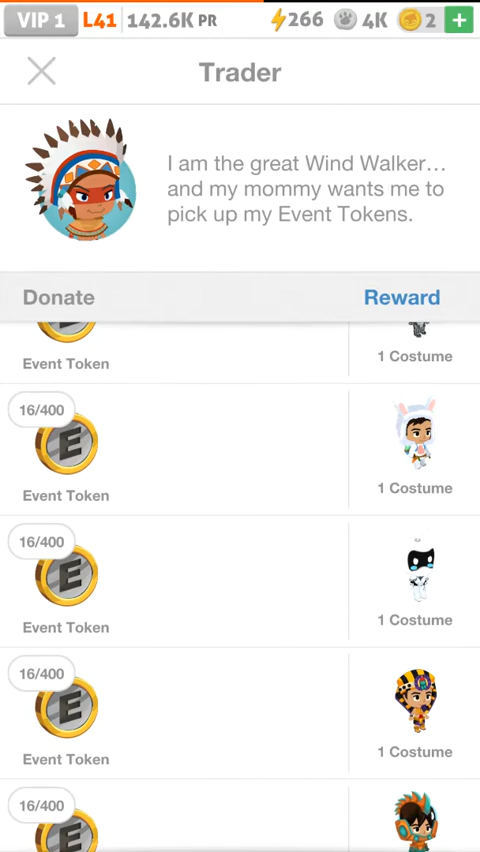 VIP 1 L41 142.6K PR 266 4K 2 +
Trader
I am the great Wind Walker...
and my mommy wants me to
pick up my Event Tokens.
Donate Reward
Event Token 1 Costume
16/400
E
Event Token 1 Costume
16/400
E
Event Token 1 Costume
16/400
E
Event Token 1 Costume
16/400
E